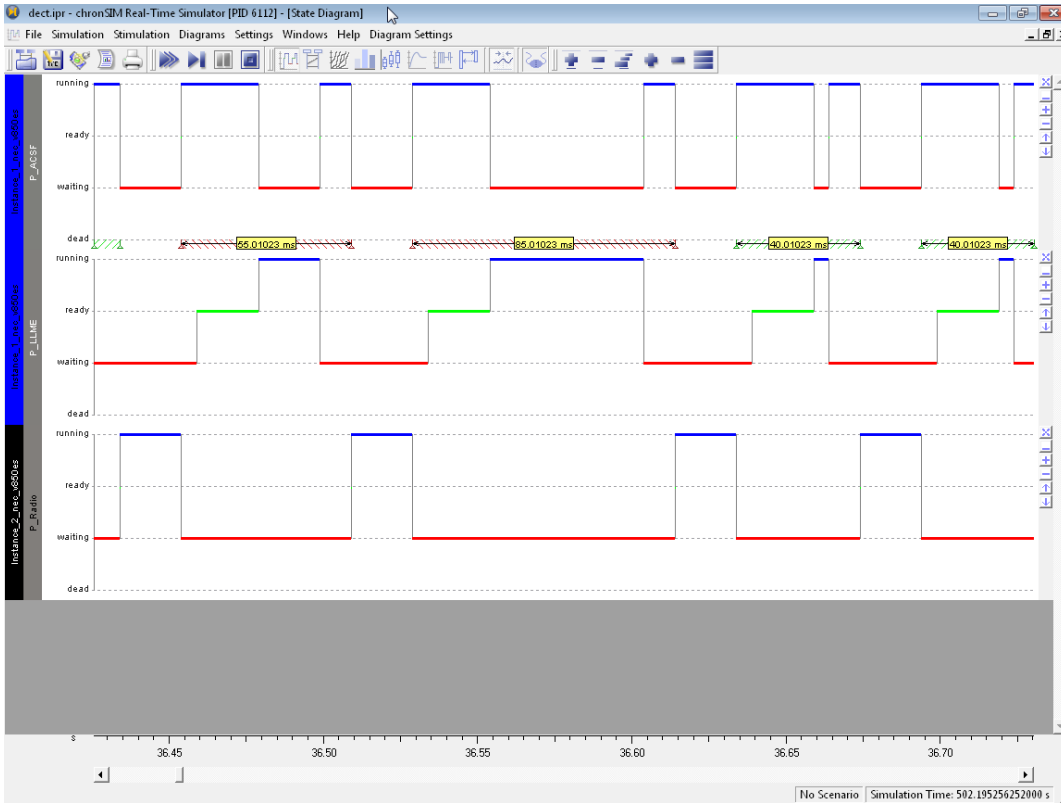 dect.ipr - chronSIM Real-Time Simulator [PID 6112] - [State Diagram]
File Simulation Stimulation Diagrams Settings Windows Help Diagram Settings
P_ACSF
running
ready
waiting
dead
55.01023 ms
85.01023 ms
40.01023 ms
40.01023 ms
P_LLME
running
ready
waiting
dead
Instance_2_nec_v850es
P_Radio
running
ready
waiting
dead
s
36.45 36.50 36.55 36.60 36.65 36.70
No Scenario Simulation Time: 502.195256252000 s